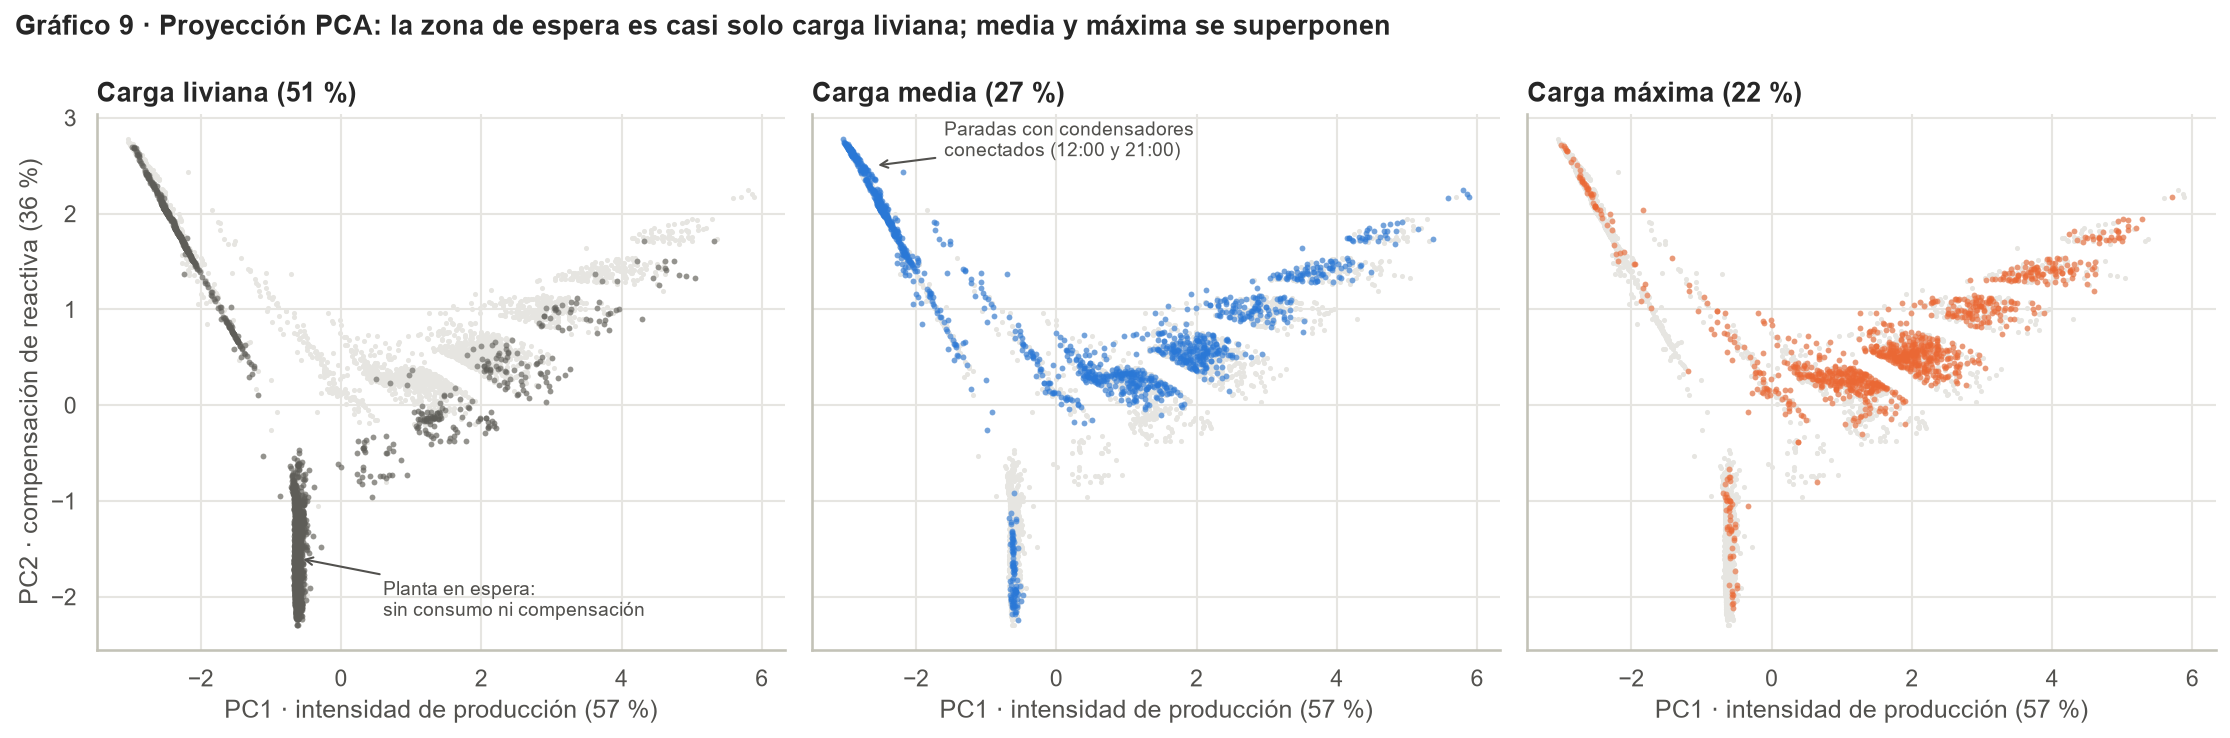 Gráfico 9 · Proyección PCA: la zona de espera es casi solo carga liviana; media y máxima se superponen
Carga liviana (51 %)
Carga media (27 %)
Carga máxima (22 %)
PC2 · compensación de reactiva (36 %)
3
2
1
0
−1
−2
Planta en espera:
sin consumo ni compensación
Paradas con condensadores
conectados (12:00 y 21:00)
−2 0 2 4 6
−2 0 2 4 6
−2 0 2 4 6
PC1 · intensidad de producción (57 %)
PC1 · intensidad de producción (57 %)
PC1 · intensidad de producción (57 %)